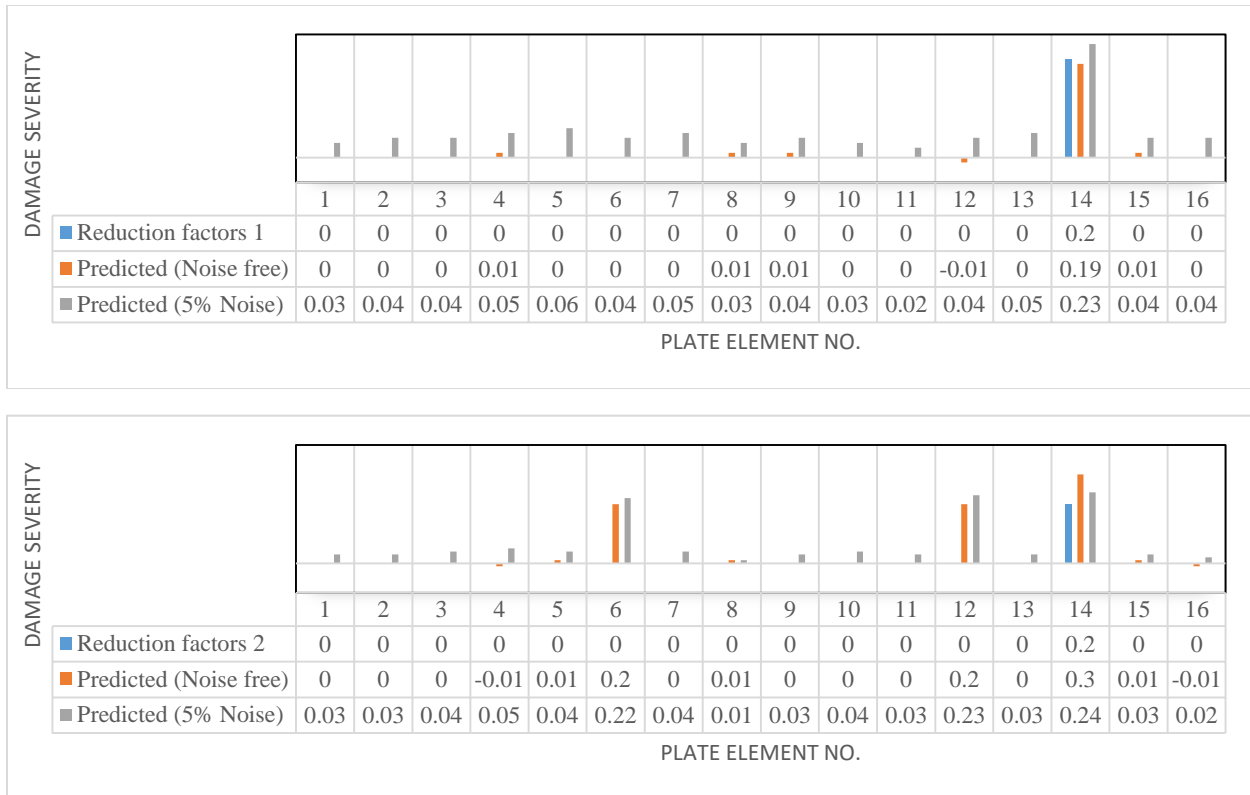 DAMAGE SEVERITY
1 2 3 4 5 6 7 8 9 10 11 12 13 14 15 16
Reduction factors 1 0 0 0 0 0 0 0 0 0 0 0 0 0 0.2 0 0
Predicted (Noise free) 0 0 0 0.01 0 0 0 0.01 0.01 0 0 -0.01 0 0.19 0.01 0
Predicted (5% Noise) 0.03 0.04 0.04 0.05 0.06 0.04 0.05 0.03 0.04 0.03 0.02 0.04 0.05 0.23 0.04 0.04
PLATE ELEMENT NO.
DAMAGE SEVERITY
1 2 3 4 5 6 7 8 9 10 11 12 13 14 15 16
Reduction factors 2 0 0 0 0 0 0 0 0 0 0 0 0 0 0.2 0 0
Predicted (Noise free) 0 0 0 -0.01 0.01 0.2 0 0.01 0 0 0 0.2 0 0.3 0.01 -0.01
Predicted (5% Noise) 0.03 0.03 0.04 0.05 0.04 0.22 0.04 0.01 0.03 0.04 0.03 0.23 0.03 0.24 0.03 0.02
PLATE ELEMENT NO.